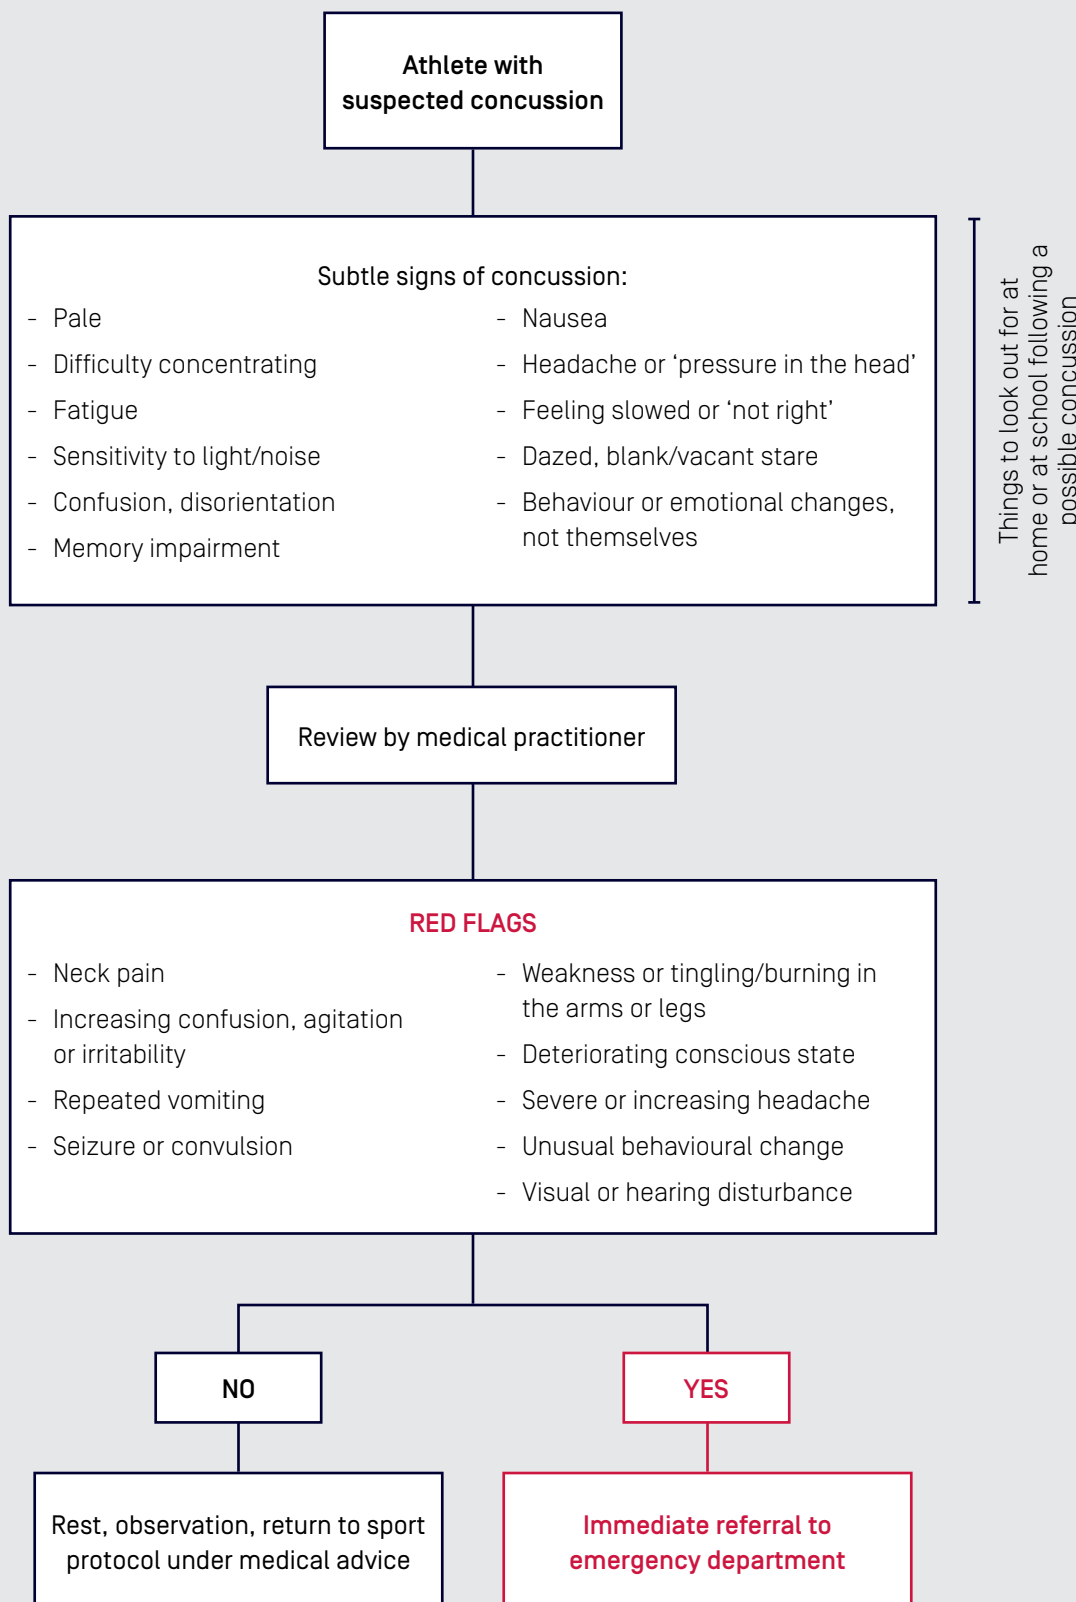 Athlete with
suspected concussion
Subtle signs of concussion:
- Pale
- Difficulty concentrating
- Fatigue
- Sensitivity to light/noise
- Confusion, disorientation
- Memory impairment
- Nausea
- Headache or ‘pressure in the head’
- Feeling slowed or ‘not right’
- Dazed, blank/vacant stare
- Behaviour or emotional changes,
not themselves
Things to look out for at
home or at school following a
possible concussion
Review by medical practitioner
RED FLAGS
- Neck pain
- Increasing confusion, agitation
or irritability
- Repeated vomiting
- Seizure or convulsion
- Weakness or tingling/burning in
the arms or legs
- Deteriorating conscious state
- Severe or increasing headache
- Unusual behavioural change
- Visual or hearing disturbance
NO
YES
Rest, observation, return to sport
protocol under medical advice
Immediate referral to
emergency department